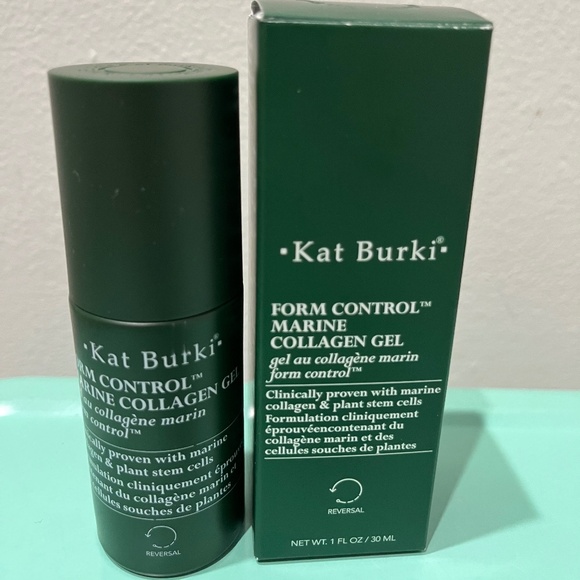 ·Kat Burki®·
FORM CONTROL™
MARINE
COLLAGEN GEL
gel au collagène marin
form control™
Clinically proven with marine
collagen & plant stem cells
Formulation cliniquement
éprouvéencontenant du
collagène marin et des
cellules souches de plantes
REVERSAL
NET WT. 1 FL OZ / 30 ML
·Kat Burki®
FORM CONTROL™
MARINE COLLAGEN GEL
au collagène marin
control™
with marine
& plant stem cells
cliniquement
du collagène marin et
cellules souches de plantes
REVERSAL